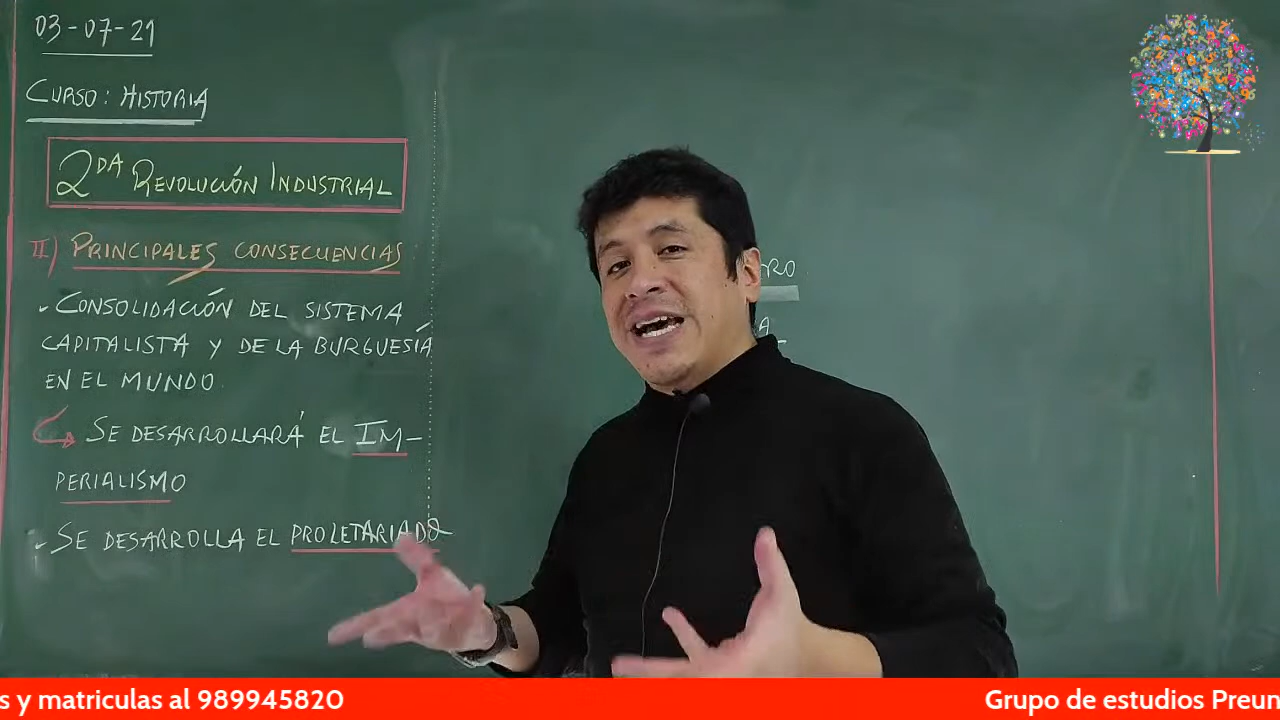 03-07-21
CURSO: HISTORIA
2DA REVOLUCIÓN INDUSTRIAL
II) PRINCIPALES CONSECUENCIAS
CONSOLIDACIÓN DEL SISTEMA
CAPITALISTA Y DE LA BURGUESÍA
EN EL MUNDO.
SE DESARROLLARÁ EL IM-
PERIALISMO
SE DESARROLLA EL PROLETARIADO
s y matriculas al 989945820
Grupo de estudios Preun